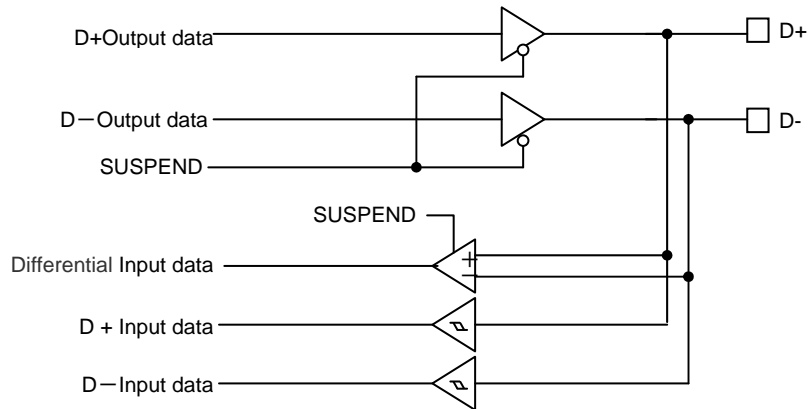 D+Output data
D+
D－Output data
D-
SUSPEND
SUSPEND
Differential Input data
+
−
D + Input data
D－Input data